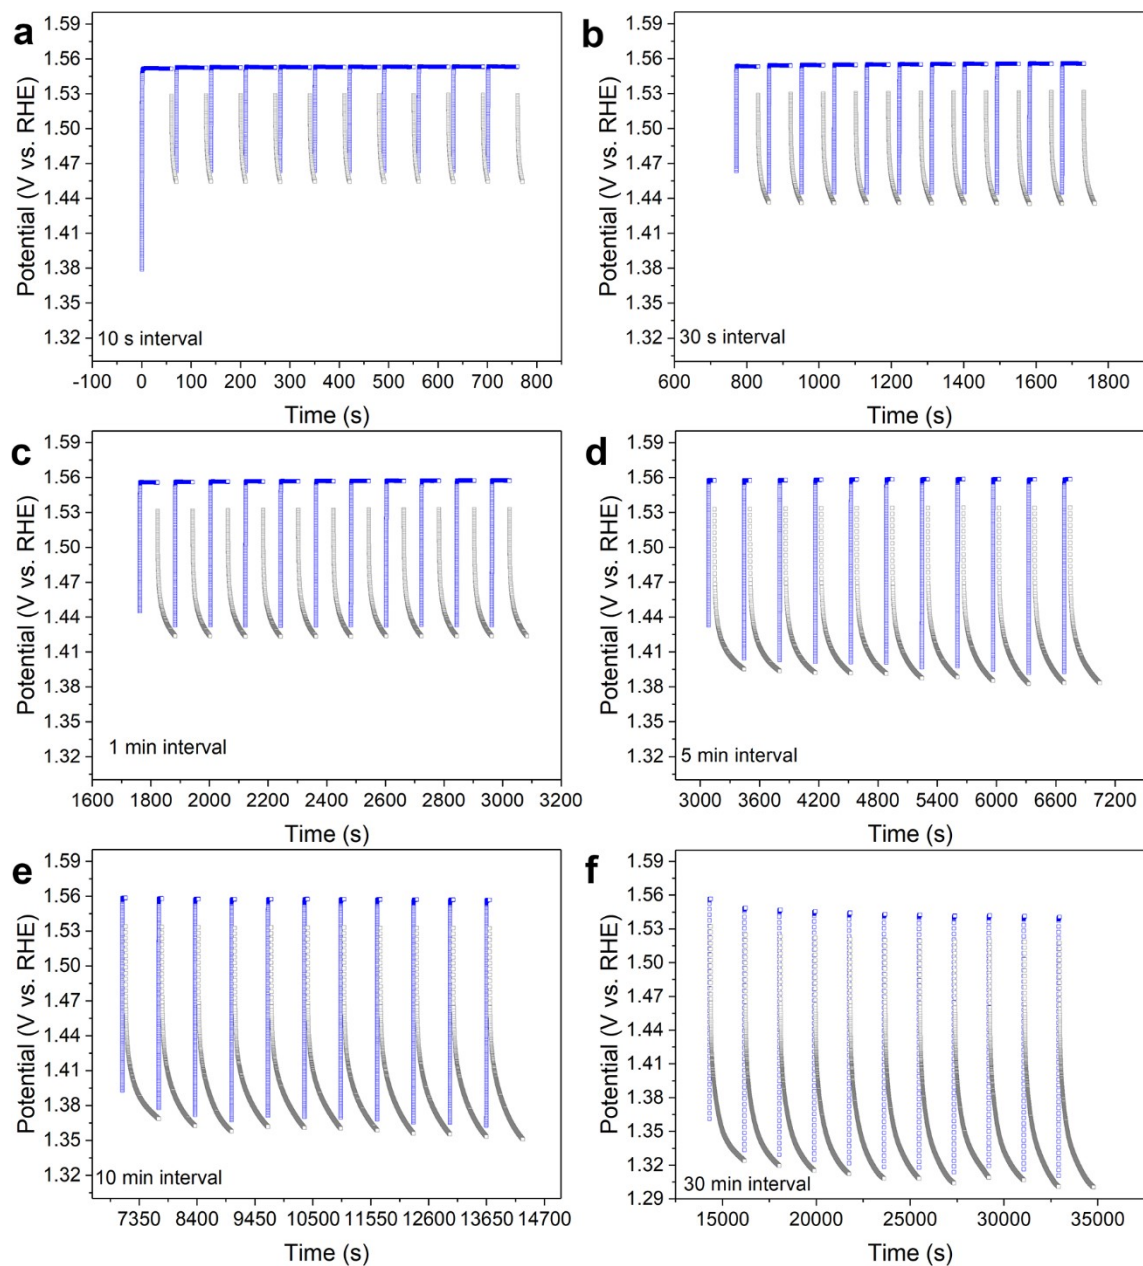 a
1.59
1.56
1.53
1.50
1.47
1.44
1.41
1.38
1.35
1.32
Potential (V vs. RHE)
10 s interval
-100 0 100 200 300 400 500 600 700 800
Time (s)
b
1.59
1.56
1.53
1.50
1.47
1.44
1.41
1.38
1.35
1.32
Potential (V vs. RHE)
30 s interval
600 800 1000 1200 1400 1600 1800
Time (s)
c
1.59
1.56
1.53
1.50
1.47
1.44
1.41
1.38
1.35
1.32
Potential (V vs. RHE)
1 min interval
1600 1800 2000 2200 2400 2600 2800 3000 3200
Time (s)
d
1.59
1.56
1.53
1.50
1.47
1.44
1.41
1.38
1.35
1.32
Potential (V vs. RHE)
5 min interval
3000 3600 4200 4800 5400 6000 6600 7200
Time (s)
e
1.59
1.56
1.53
1.50
1.47
1.44
1.41
1.38
1.35
1.32
Potential (V vs. RHE)
10 min interval
7350 8400 9450 10500 11550 12600 13650 14700
Time (s)
f
1.59
1.56
1.53
1.50
1.47
1.44
1.41
1.38
1.35
1.32
1.29
Potential (V vs. RHE)
30 min interval
15000 20000 25000 30000 35000
Time (s)